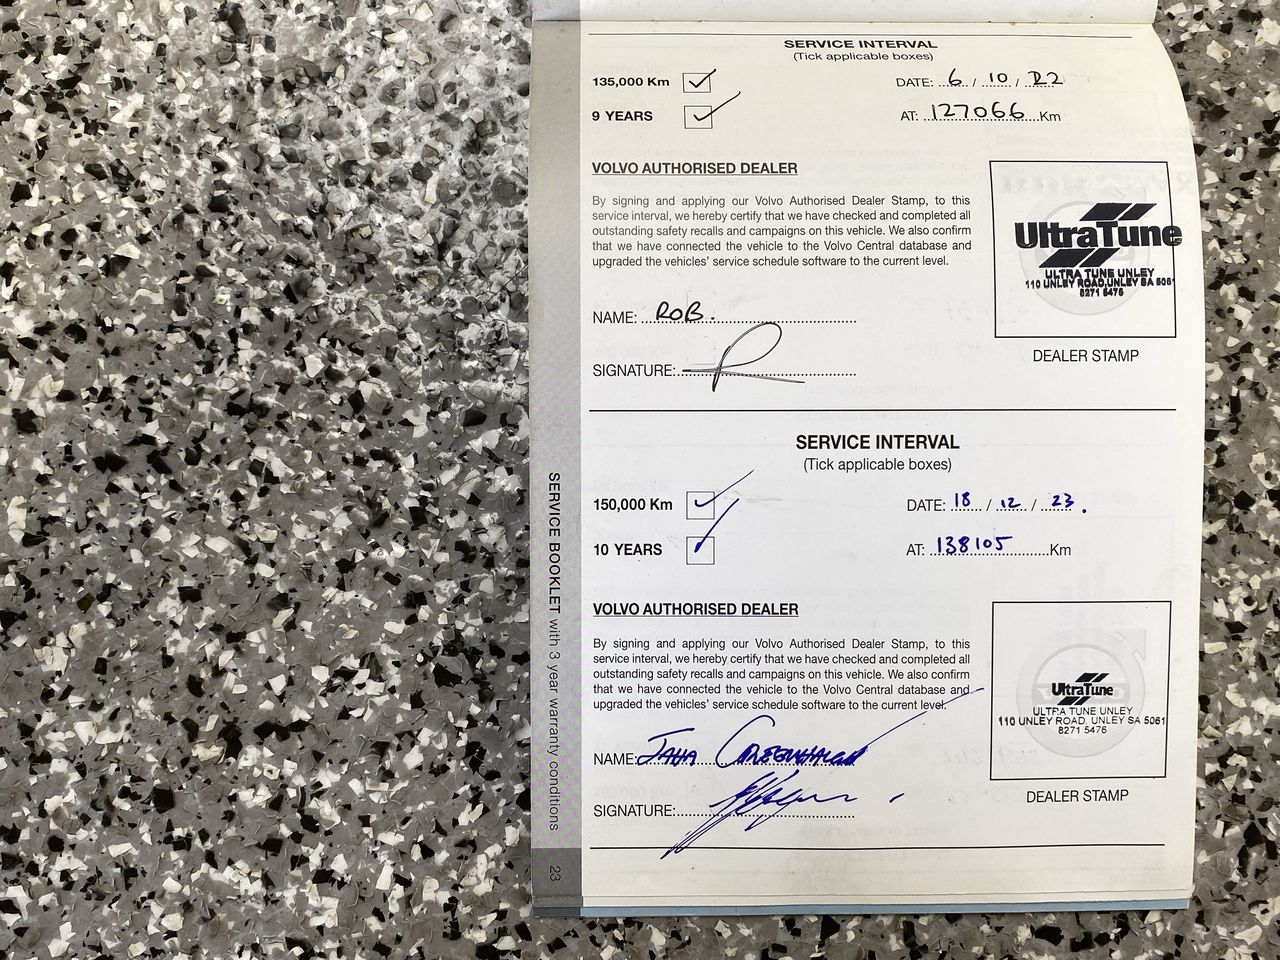 SERVICE INTERVAL
(Tick applicable boxes)
135,000 Km
DATE: 6 / 10 / 22
9 YEARS
AT: 127066 Km
VOLVO AUTHORISED DEALER
By signing and applying our Volvo Authorised Dealer Stamp, to this
service interval, we hereby certify that we have checked and completed all
outstanding safety recalls and campaigns on this vehicle. We also confirm
that we have connected the vehicle to the Volvo Central database and
upgraded the vehicles' service schedule software to the current level.
UltraTune
ULTRA TUNE UNLEY
110 UNLEY ROAD, UNLEY SA 5061
8271 5476
NAME: ROB.
SIGNATURE:
DEALER STAMP
SERVICE INTERVAL
(Tick applicable boxes)
150,000 Km
DATE: 18 / 12 / 23.
10 YEARS
AT: 138105 Km
VOLVO AUTHORISED DEALER
By signing and applying our Volvo Authorised Dealer Stamp, to this
service interval, we hereby certify that we have checked and completed all
outstanding safety recalls and campaigns on this vehicle. We also confirm
that we have connected the vehicle to the Volvo Central database and
upgraded the vehicles' service schedule software to the current level.
UltraTune
ULTRA TUNE UNLEY
110 UNLEY ROAD, UNLEY SA 5061
8271 5476
NAME:
SIGNATURE:
DEALER STAMP
SERVICE BOOKLET with 3 year warranty conditions
23